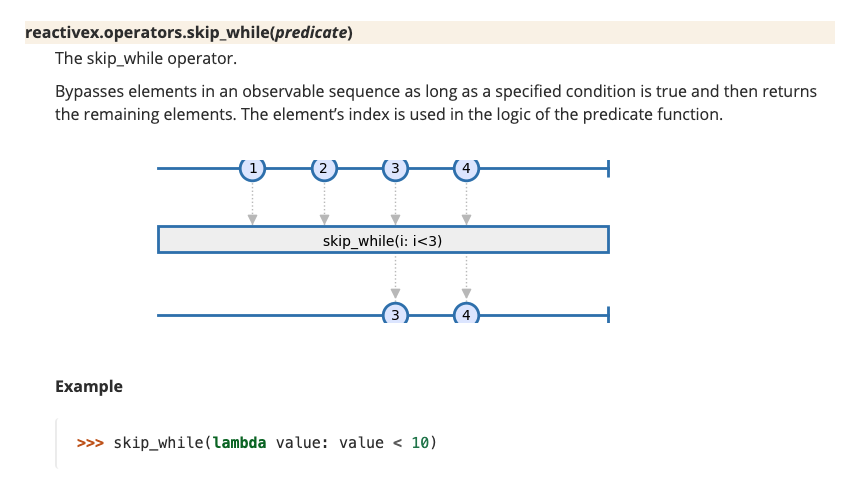 reactivex.operators.skip_while(predicate)
The skip_while operator.
Bypasses elements in an observable sequence as long as a specified condition is true and then returns
the remaining elements. The element’s index is used in the logic of the predicate function.
1 2 3 4
skip_while(i: i<3)
3 4
Example
>>> skip_while(lambda value: value < 10)